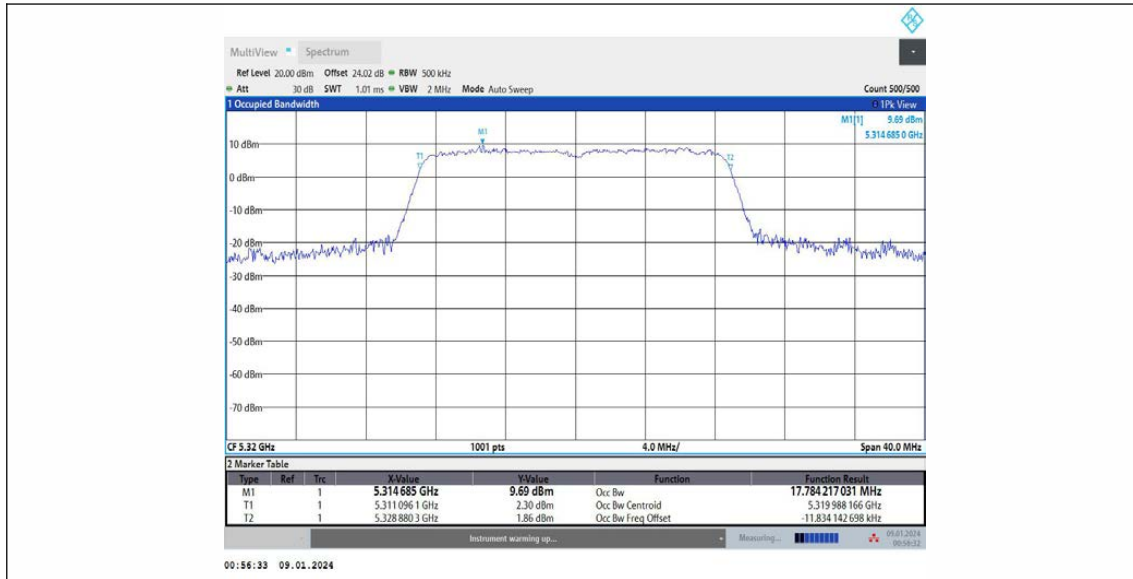 MultiView Spectrum
Ref Level 20.00 dBm Offset 24.02 dB RBW 500 kHz
Att 30 dB SWT 1.01 ms VBW 2 MHz Mode Auto Sweep Count 500/500
1 Occupied Bandwidth 1Pk View
M1[1] 9.69 dBm
5.314 685 0 GHz
M1
10 dBm
T1 T2
0 dBm
-10 dBm
-20 dBm
-30 dBm
-40 dBm
-50 dBm
-60 dBm
-70 dBm
CF 5.32 GHz 1001 pts 4.0 MHz/ Span 40.0 MHz
2 Marker Table
Type Ref Trc X-Value Y-Value Function Function Result
M1 1 5.314 685 GHz 9.69 dBm Occ Bw 17.784 217 031 MHz
T1 1 5.311 096 1 GHz 2.30 dBm Occ Bw Centroid 5.319 988 166 GHz
T2 1 5.328 880 3 GHz 1.86 dBm Occ Bw Freq Offset -11.834 142 698 kHz
Instrument warming up... Measuring... 09.01.2024
00:56:32
00:56:33 09.01.2024